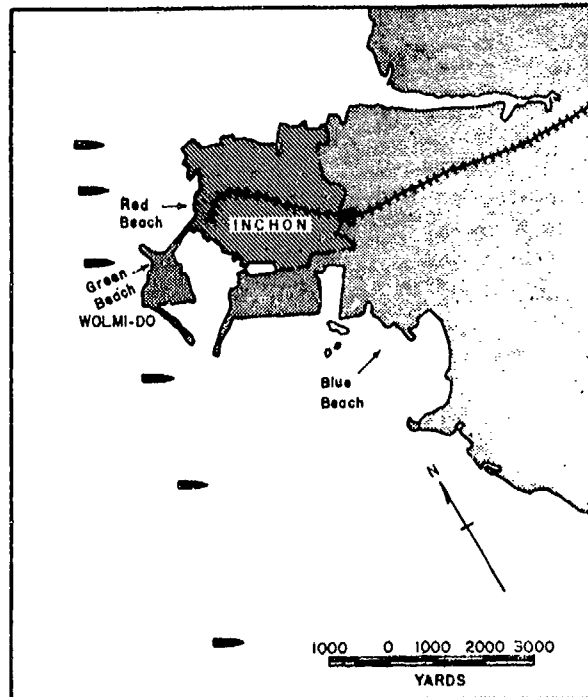 Red
Beach
INCHON
Green
Beach
WOLMI-DO
Blue
Beach
N
1000 0 1000 2000 3000
YARDS